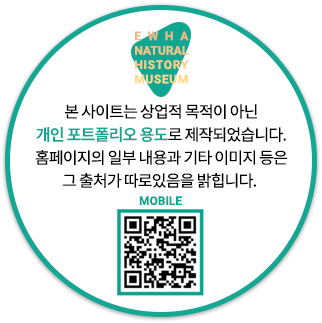 EWHA
NATURAL
HISTORY
MUSEUM
본 사이트는 상업적 목적이 아닌
개인 포트폴리오 용도로 제작되었습니다.
홈페이지의 일부 내용과 기타 이미지 등은
그 출처가 따로있음을 밝힙니다.
MOBILE